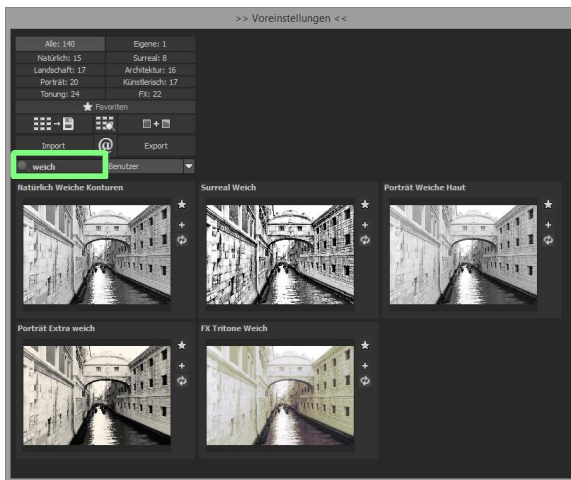 >> Voreinstellungen <<
Alle: 140 Eigene: 1
Natürlich: 15 Surreal: 8
Landschaft: 17 Architektur: 16
Porträt: 20 Künstlerisch: 17
Tonung: 24 FX: 22
Favoriten
Import @ Export
weich Benutzer
Natürlich Weiche Konturen Surreal Weich Porträt Weiche Haut
Porträt Extra weich FX Tritone Weich